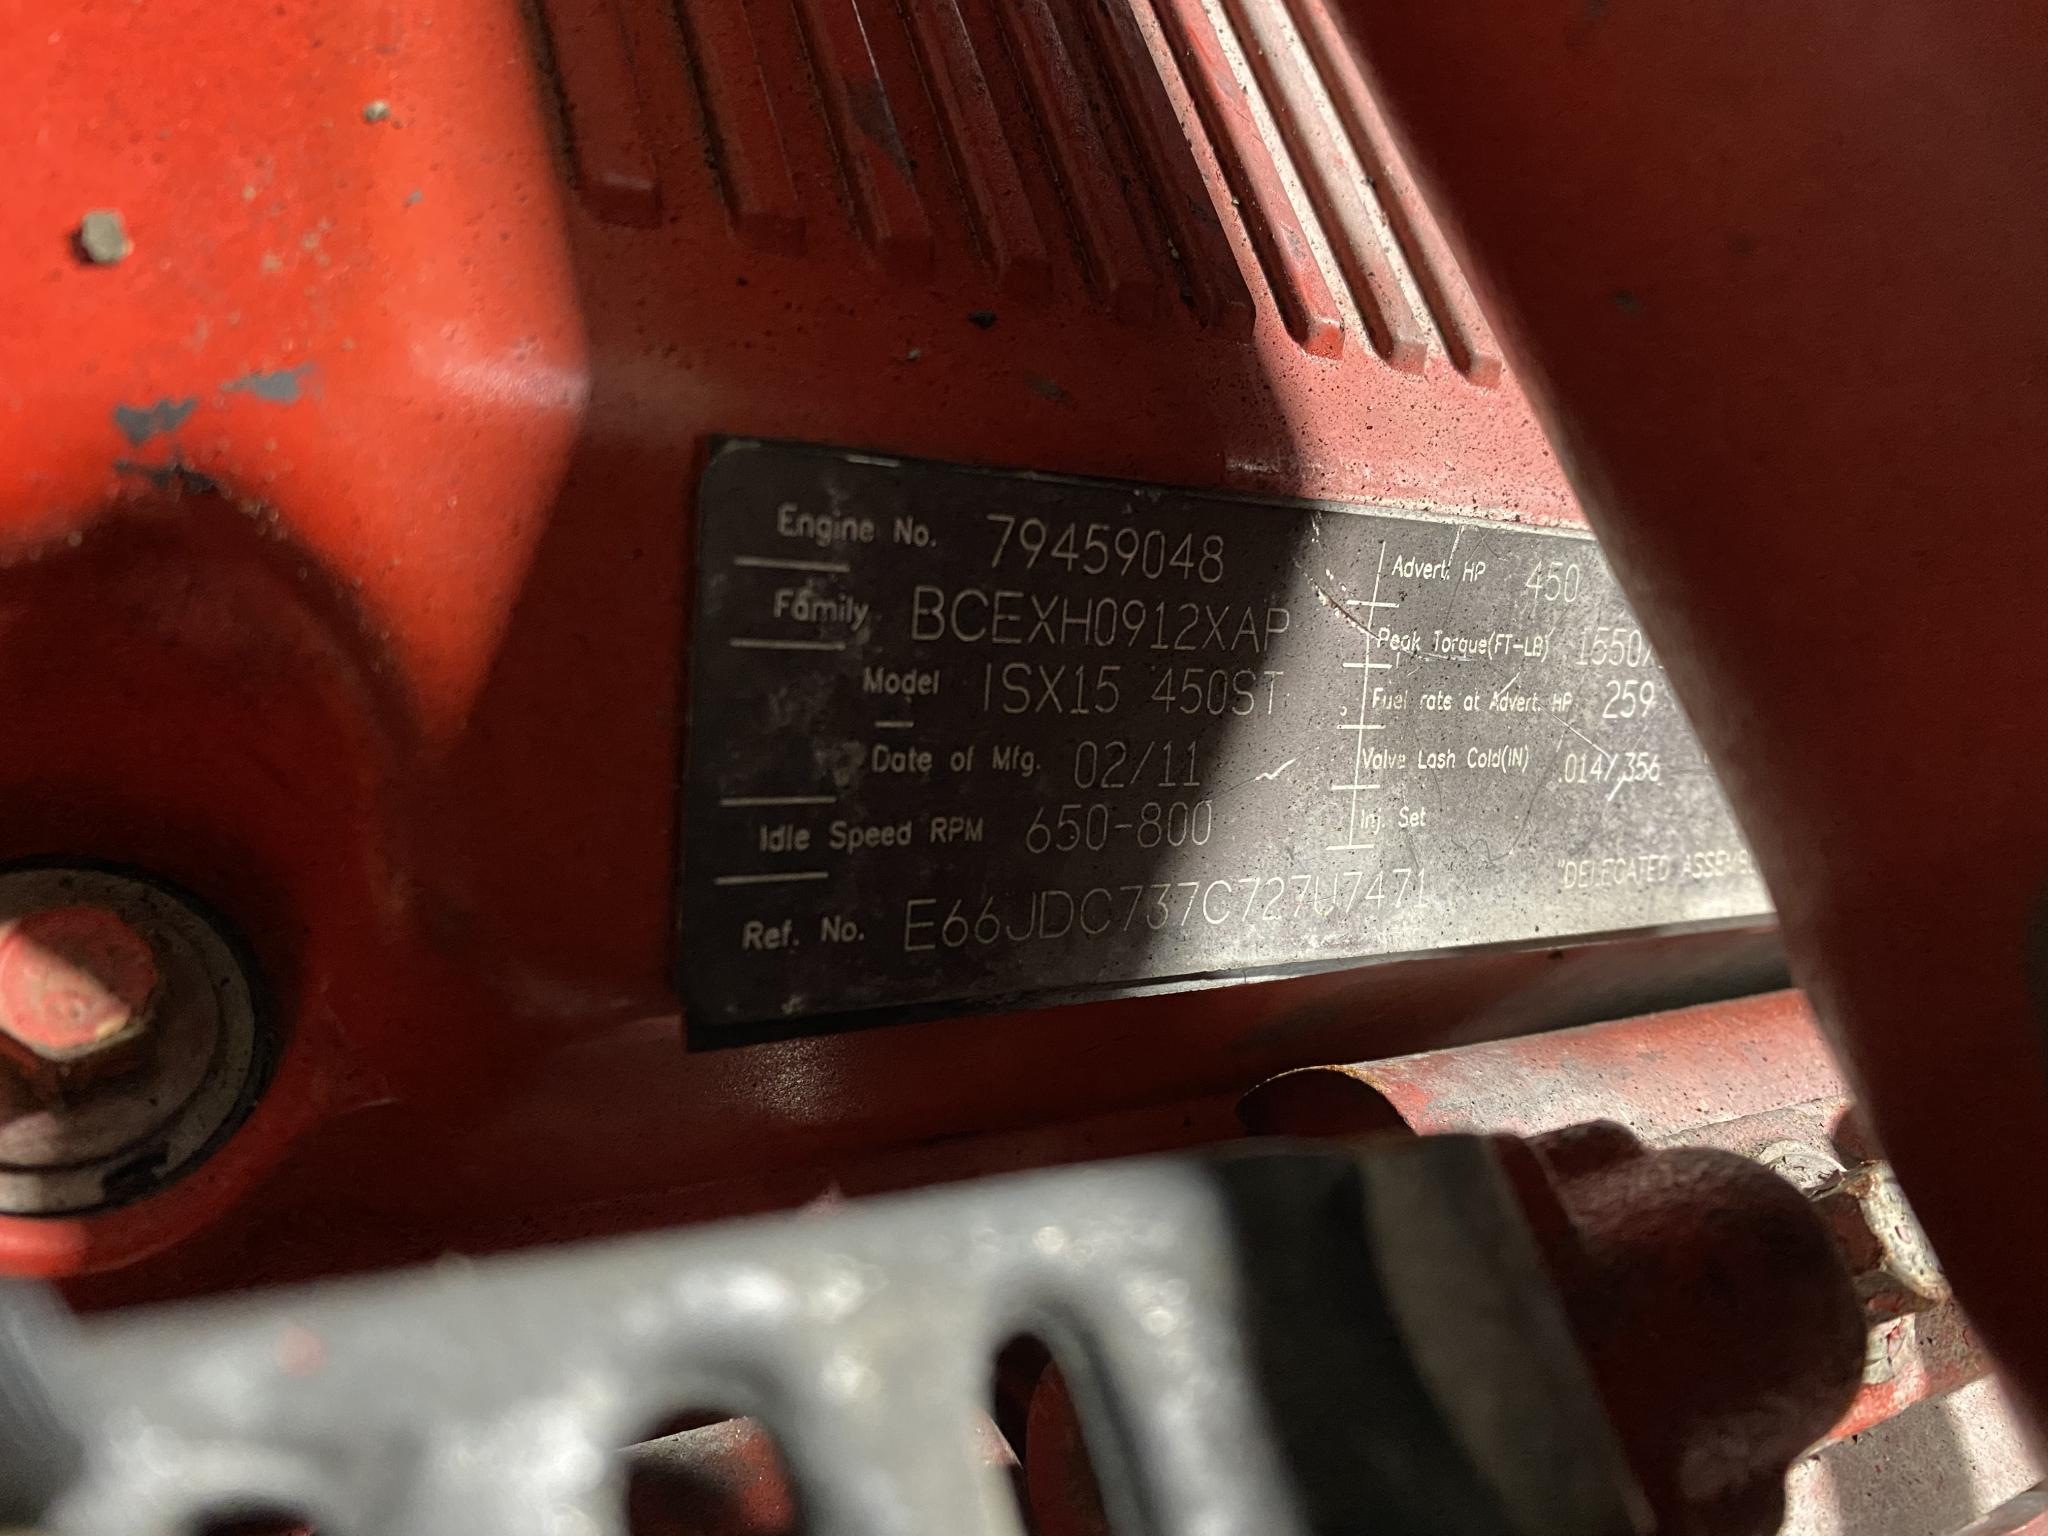 Engine No. 79459048
Family BCEXH0912XAP
Model ISX15 450ST
Date of Mfg. 02/11
Idle Speed RPM 650-800
Ref. No. E66JDC737C727U7471
Advert. HP 450
Peak Torque(FT-LB) 1550/
Fuel rate at Advert. HP 259
Valve Lash Cold(IN) .014/.356
Inj. Set
"DELEGATED